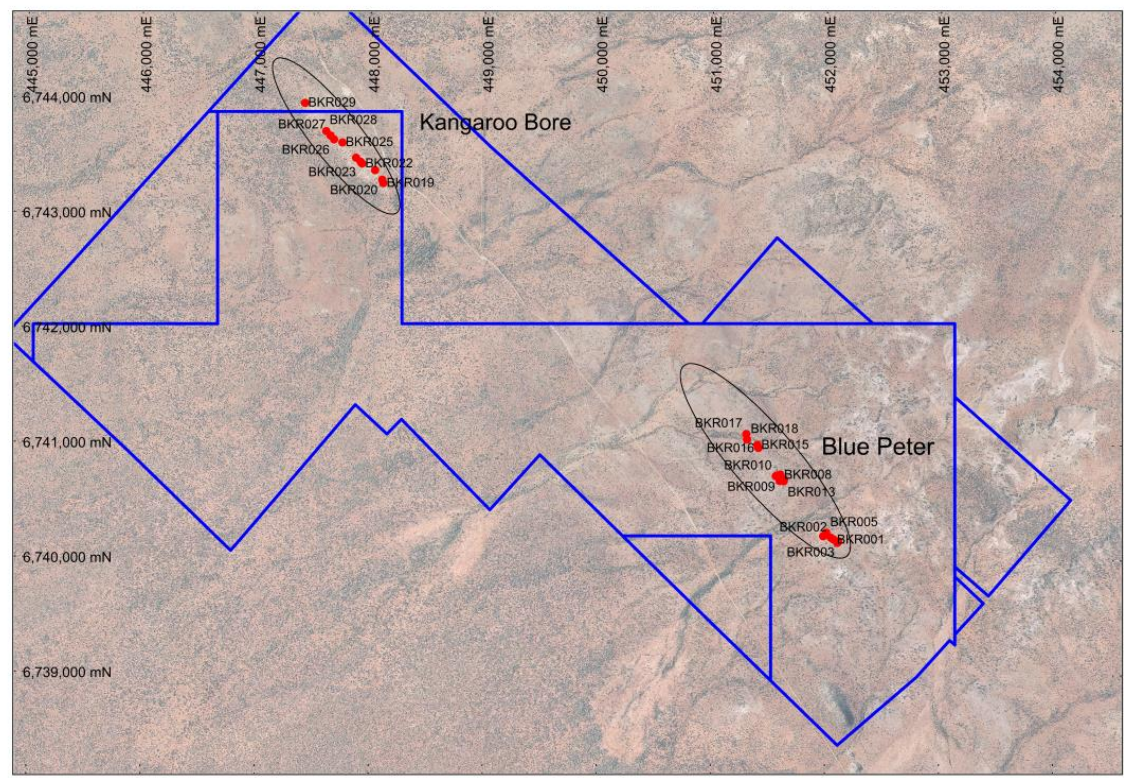 445,000 mE
446,000 mE
447,000 mE
448,000 mE
449,000 mE
450,000 mE
451,000 mE
452,000 mE
453,000 mE
454,000 mE
6,744,000 mN
BKR029
BKR028
BKR027
Kangaroo Bore
BKR025
BKR026
BKR022
BKR023
BKR019
BKR020
6,743,000 mN
6,742,000 mN
BKR017
BKR018
6,741,000 mN
BKR015
BKR016
Blue Peter
BKR010
BKR008
BKR009
BKR013
BKR005
BKR002
BKR001
BKR003
6,740,000 mN
6,739,000 mN